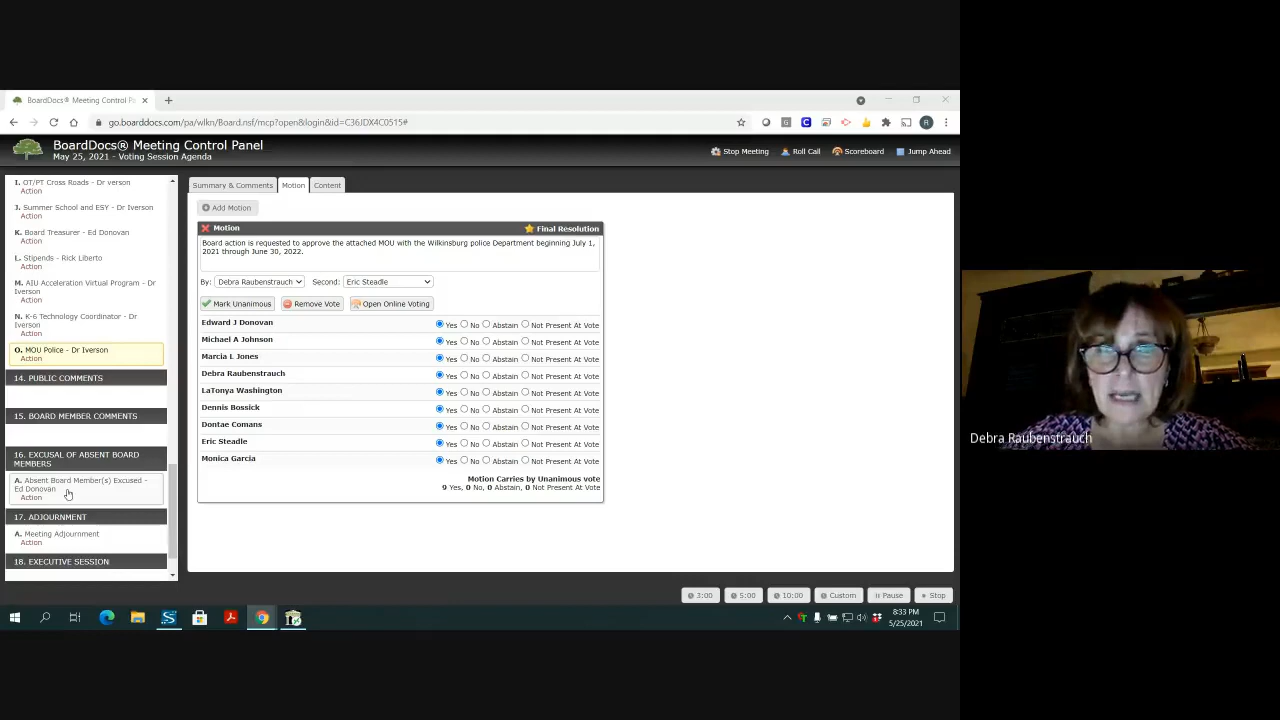 BoardDocs® Meeting Control P
go.boarddocs.com/pa/wlkn/Board.nsf/mcp?open&login&id=C36JDX4C0515#
BoardDocs® Meeting Control Panel
May 25, 2021 - Voting Session Agenda
Stop Meeting
Roll Call
Scoreboard
Jump Ahead
I. OT/PT Cross Roads - Dr verson
Action
J. Summer School and ESY - Dr Iverson
Action
K. Board Treasurer - Ed Donovan
Action
L. Stipends - Rick Liberto
Action
M. AIU Acceleration Virtual Program - Dr
Iverson
Action
N. K-6 Technology Coordinator - Dr
Iverson
Action
O. MOU Police - Dr Iverson
Action
14. PUBLIC COMMENTS
15. BOARD MEMBER COMMENTS
16. EXCUSAL OF ABSENT BOARD
MEMBERS
A. Absent Board Member(s) Excused -
Ed Donovan
Action
17. ADJOURNMENT
A. Meeting Adjournment
Action
18. EXECUTIVE SESSION
Summary & Comments
Motion
Content
Add Motion
Motion
Final Resolution
Board action is requested to approve the attached MOU with the Wilkinsburg police Department beginning July 1,
2021 through June 30, 2022.
By: Debra Raubenstrauch Second: Eric Steadle
Mark Unanimous Remove Vote Open Online Voting
Edward J Donovan Yes No Abstain Not Present At Vote
Michael A Johnson Yes No Abstain Not Present At Vote
Marcia L Jones Yes No Abstain Not Present At Vote
Debra Raubenstrauch Yes No Abstain Not Present At Vote
LaTonya Washington Yes No Abstain Not Present At Vote
Dennis Bossick Yes No Abstain Not Present At Vote
Dontae Comans Yes No Abstain Not Present At Vote
Eric Steadle Yes No Abstain Not Present At Vote
Monica Garcia Yes No Abstain Not Present At Vote
Motion Carries by Unanimous vote
9 Yes, 0 No, 0 Abstain, 0 Not Present At Vote
3:00
5:00
10:00
Custom
Pause
Stop
8:33 PM
5/25/2021
Debra Raubenstrauch